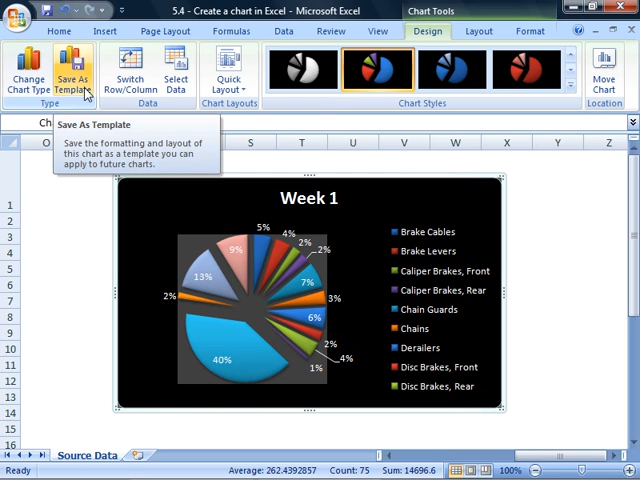 5.4 - Create a chart in Excel - Microsoft Excel
Chart Tools
Home Insert Page Layout Formulas Data Review View Design Layout Format
Change Chart Type
Save As Template
Switch Row/Column
Select Data
Quick Layout
Move Chart
Type Data Chart Layouts Chart Styles Location
Ch
Save As Template
Save the formatting and layout of
this chart as a template you can
apply to future charts.
O S T U V W X Y Z
1
2
3
4
5
6
7
8
9
10
11
12
13
14
15
16
Week 1
5%
4%
2%
2%
7%
3%
6%
2%
4%
1%
40%
2%
13%
9%
Brake Cables
Brake Levers
Caliper Brakes, Front
Caliper Brakes, Rear
Chain Guards
Chains
Derailers
Disc Brakes, Front
Disc Brakes, Rear
Source Data
Ready Average: 262.4392857 Count: 75 Sum: 14696.6 100%